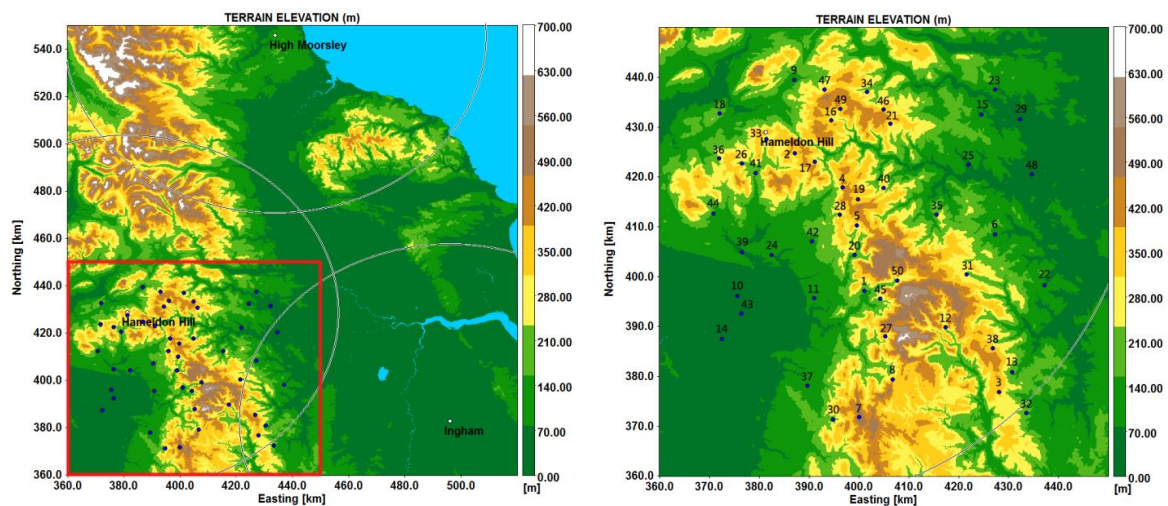 TERRAIN ELEVATION (m)
High Moorsley
Hameldon Hill
Ingham
Northing [km]
550.0
540.0
520.0
500.0
480.0
460.0
440.0
420.0
400.0
380.0
360.0
360.0 380.0 400.0 420.0 440.0 460.0 480.0 500.0
Easting [km]
700.00
630.00
560.00
490.00
420.00
350.00
280.00
210.00
140.00
70.00
0.00
[m]
TERRAIN ELEVATION (m)
Northing [km]
450.0
440.0
430.0
420.0
410.0
400.0
390.0
380.0
370.0
360.0
9 47 34 23
18 49 46 15 29
16 21
33 Hameldon Hill
36 26 2 25
41 17 48
4 40
44 19
28 35
5 6
39 24 42 20
31
50 22
10 11 1 45
43
14 27 12
38
37 8 13
3
30 7 32
360.0 370.0 380.0 390.0 400.0 410.0 420.0 430.0 440.0
Easting [km]
700.00
630.00
560.00
490.00
420.00
350.00
280.00
210.00
140.00
70.00
0.00
[m]